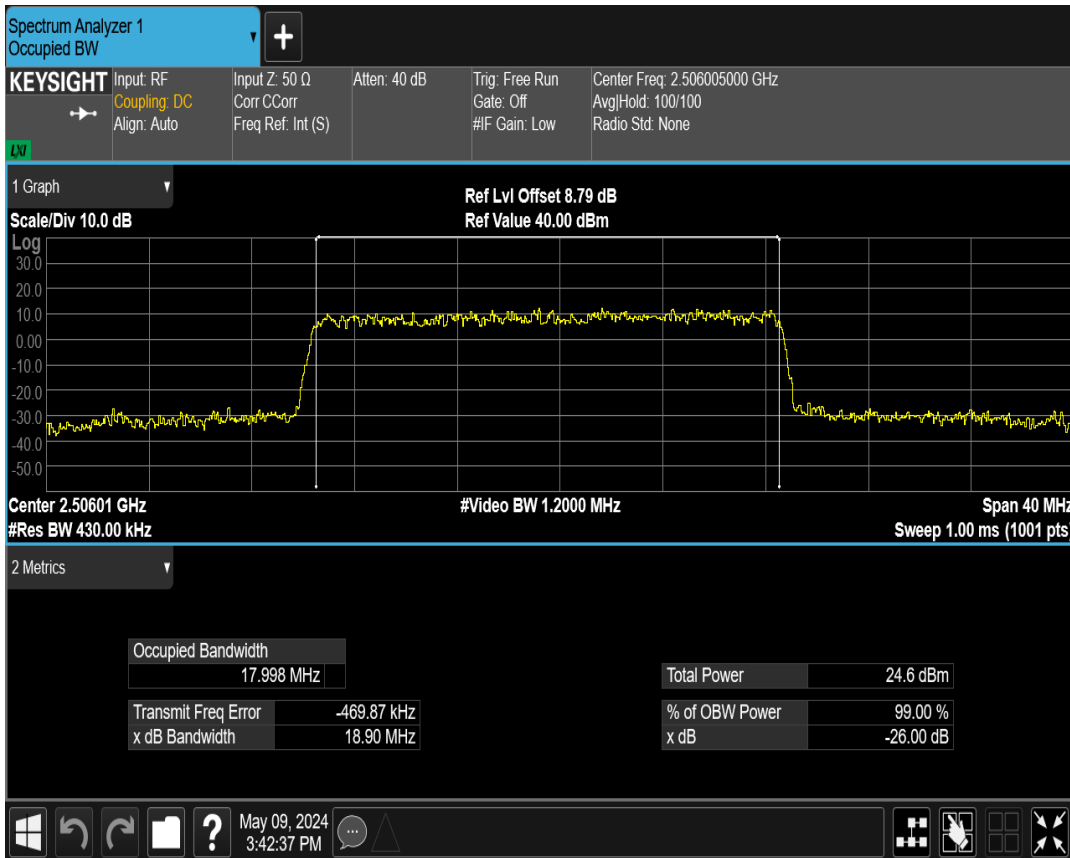 Spectrum Analyzer 1
Occupied BW
+
KEYSIGHT
LXI
Input: RF
Coupling: DC
Align: Auto
Input Z: 50 Ω
Corr CCorr
Freq Ref: Int (S)
Atten: 40 dB
Trig: Free Run
Gate: Off
#IF Gain: Low
Center Freq: 2.506005000 GHz
Avg|Hold: 100/100
Radio Std: None
1 Graph
Scale/Div 10.0 dB
Ref Lvl Offset 8.79 dB
Ref Value 40.00 dBm
Log
30.0
20.0
10.0
0.00
-10.0
-20.0
-30.0
-40.0
-50.0
Center 2.50601 GHz
#Res BW 430.00 kHz
#Video BW 1.2000 MHz
Span 40 MHz
Sweep 1.00 ms (1001 pts)
2 Metrics
Occupied Bandwidth
17.998 MHz
Transmit Freq Error -469.87 kHz
x dB Bandwidth 18.90 MHz
Total Power 24.6 dBm
% of OBW Power 99.00 %
x dB -26.00 dB
?
May 09, 2024
3:42:37 PM